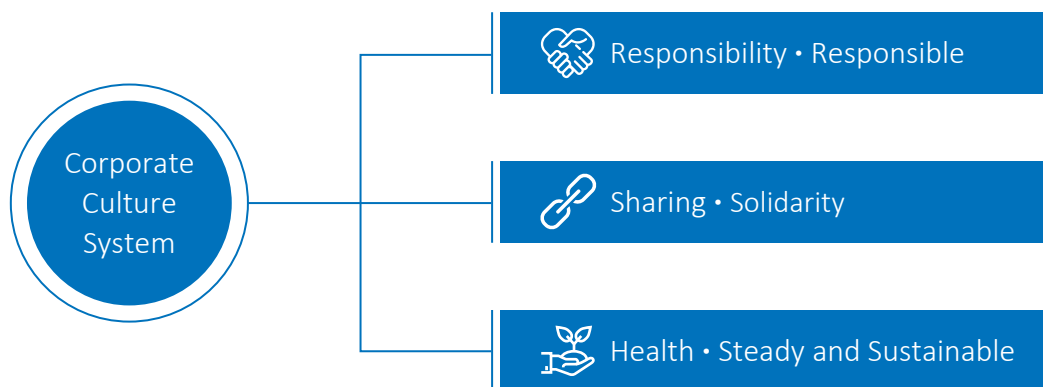 Corporate
Culture
System
Responsibility • Responsible
Sharing • Solidarity
Health • Steady and Sustainable